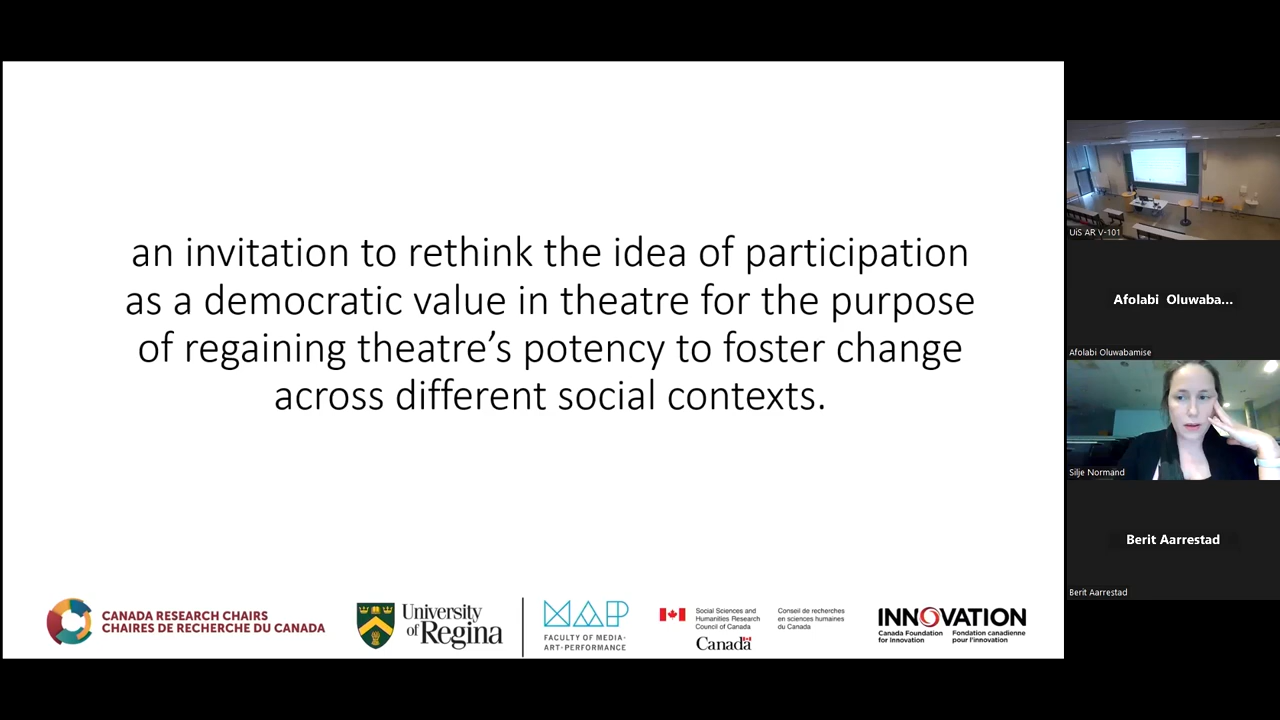 an invitation to rethink the idea of participation
as a democratic value in theatre for the purpose
of regaining theatre’s potency to foster change
across different social contexts.
CANADA RESEARCH CHAIRS
CHAIRES DE RECHERCHE DU CANADA
University
of Regina
MAP
FACULTY OF MEDIA·
ART·PERFORMANCE
Social Sciences and
Humanities Research
Council of Canada
Conseil de recherches
en sciences humaines
du Canada
Canada
INNOVATION
Canada Foundation
for Innovation
Fondation canadienne
pour l'innovation
UiS AR V-101
Afolabi Oluwaba...
Afolabi Oluwabamise
Silje Normand
Berit Aarrestad
Berit Aarrestad